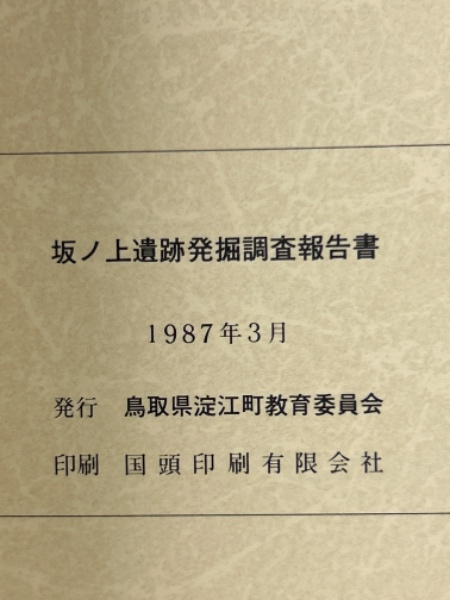 坂ノ上遺跡発掘調査報告書
1987年3月
発行 鳥取県淀江町教育委員会
印刷 国頭印刷有限会社